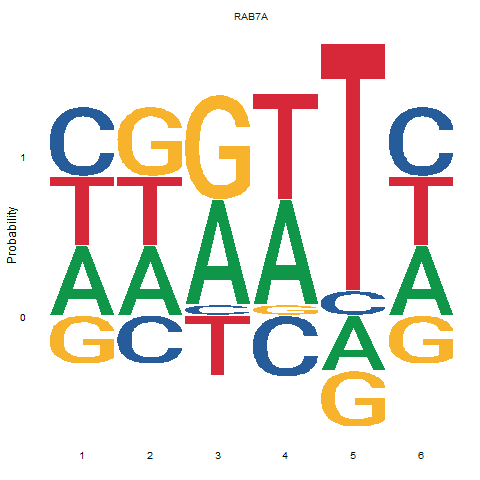 RAB7A
Probability
1
0
C G G T T C
T T A A C T
A A C G A A
G C T C G G
1 2 3 4 5 6